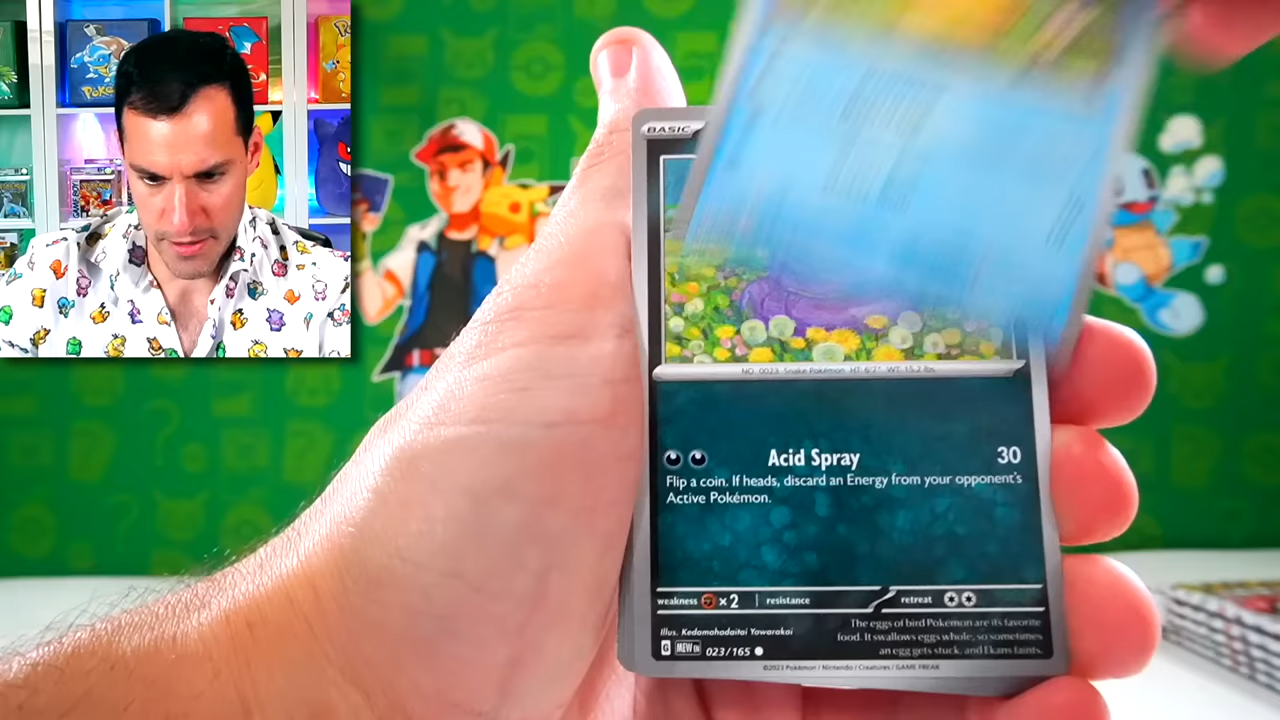 BASIC
NO. 0023 Snake Pokémon HT: 6'7" WT: 15.2 lbs.
Acid Spray 30
Flip a coin. If heads, discard an Energy from your opponent's
Active Pokémon.
weakness ×2 resistance retreat
Illus. Kedamahadaitai Yawarakai
The eggs of bird Pokémon are its favorite
food. It swallows eggs whole, so sometimes
an egg gets stuck, and Ekans faints.
G MEW EN 023/165
©2023 Pokémon / Nintendo / Creatures / GAME FREAK